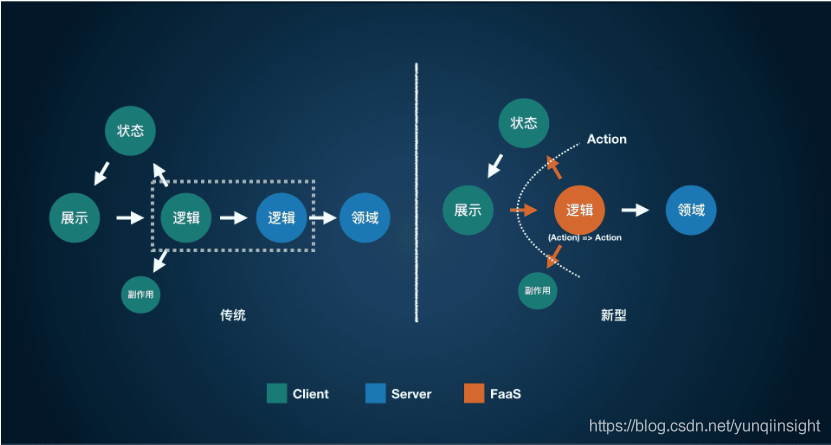 状态
展示
逻辑
逻辑
领域
副作用
传统
状态
Action
展示
逻辑
(Action) => Action
领域
副作用
新型
Client
Server
FaaS
https://blog.csdn.net/yunqiinsight